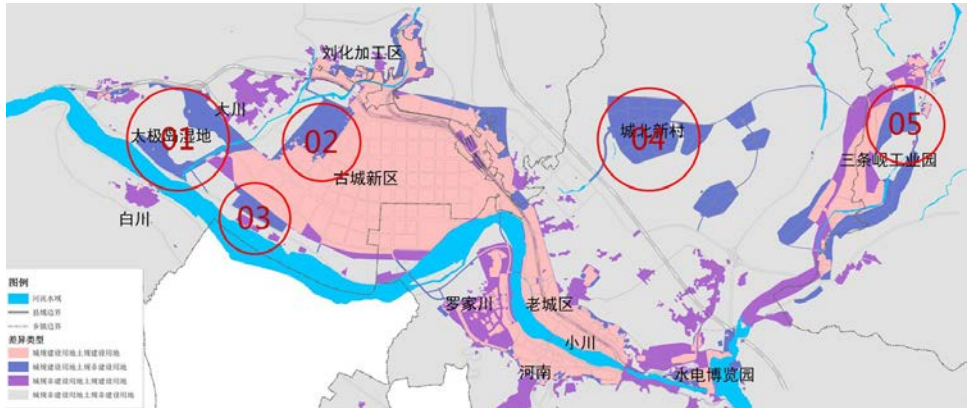 刘化加工区
大川
太极岛湿地
01
02
古城新区
03
白川
城北新村
04
05
三条岘工业园
罗家川
老城区
小川
河南
水电博览园
图例
河流水域
县域边界
乡镇边界
差异类型
城规建设用地土规建设用地
城规建设用地土规非建设用地
城规非建设用地土规建设用地
城规非建设用地土规非建设用地